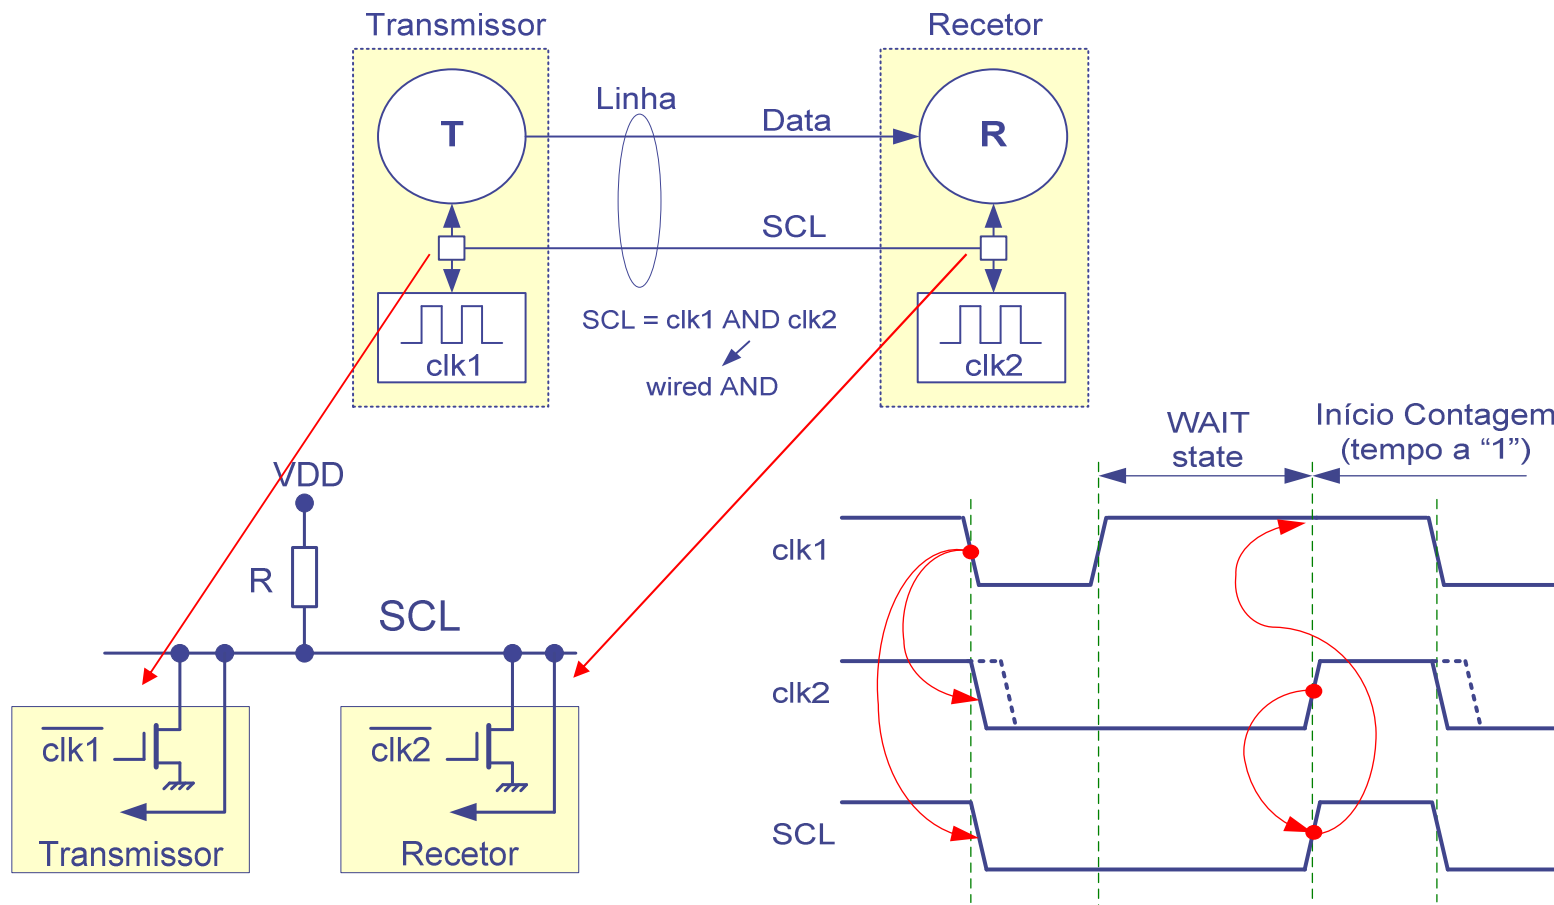 Transmissor
Recetor
Linha
T
Data
R
SCL
SCL = clk1 AND clk2
clk1
clk2
wired AND
WAIT
state
Início Contagem
(tempo a “1”)
VDD
R
SCL
clk1
clk2
SCL
clk1
clk2
Transmissor
Recetor